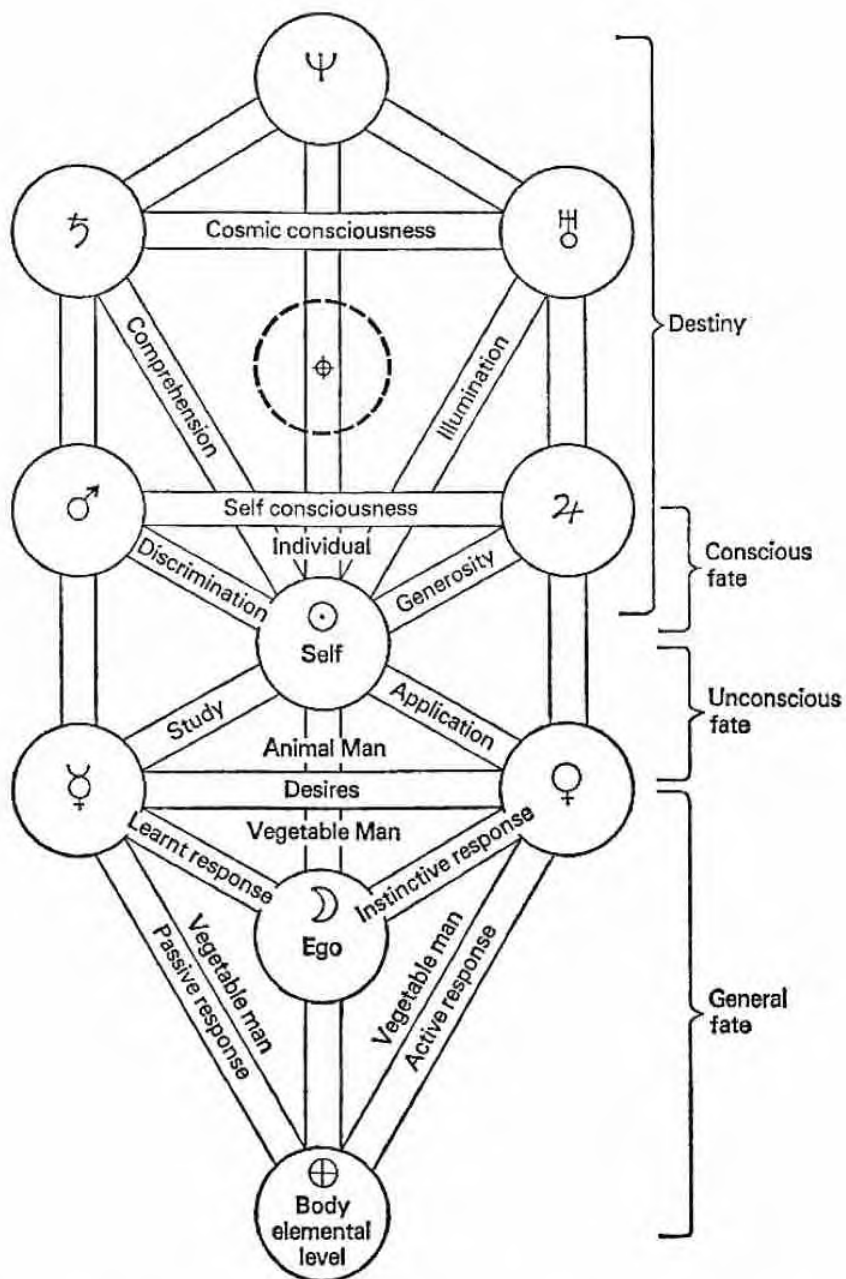 ♆
♄
♅
Cosmic consciousness
Destiny
Comprehension
Illumination
♂
♃
Self consciousness
Individual
Discrimination
Generosity
Conscious
fate
☉
Self
Study
Application
Unconscious
fate
Animal Man
☿
♀
Desires
Vegetable Man
Learnt response
Instinctive response
☽
Ego
Vegetable man
Passive response
Vegetable man
Active response
General
fate
⊕
Body
elemental
level